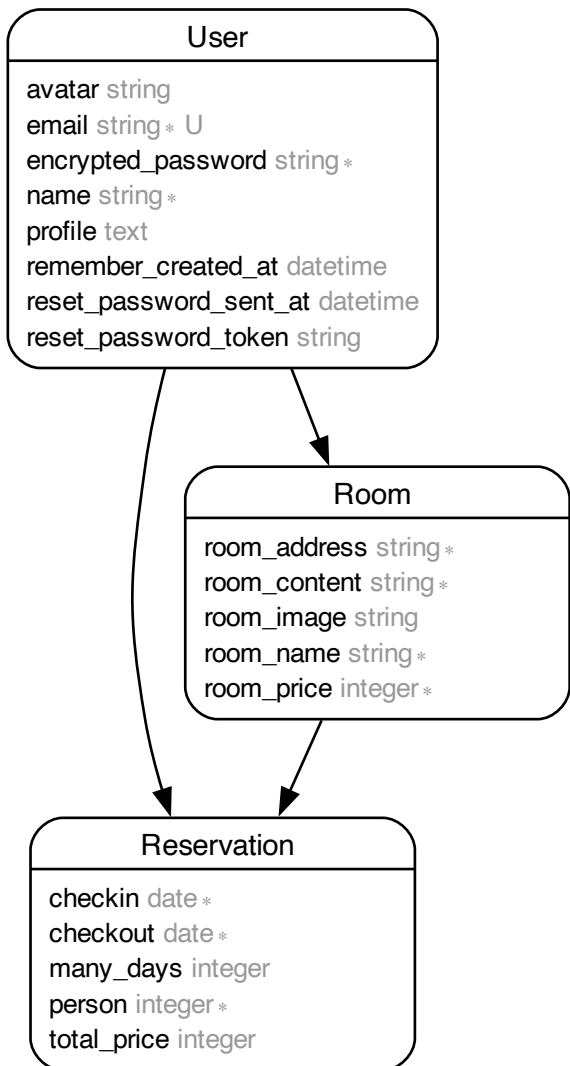 User
avatar string
email string * U
encrypted_password string *
name string *
profile text
remember_created_at datetime
reset_password_sent_at datetime
reset_password_token string
Room
room_address string *
room_content string *
room_image string
room_name string *
room_price integer *
Reservation
checkin date *
checkout date *
many_days integer
person integer *
total_price integer